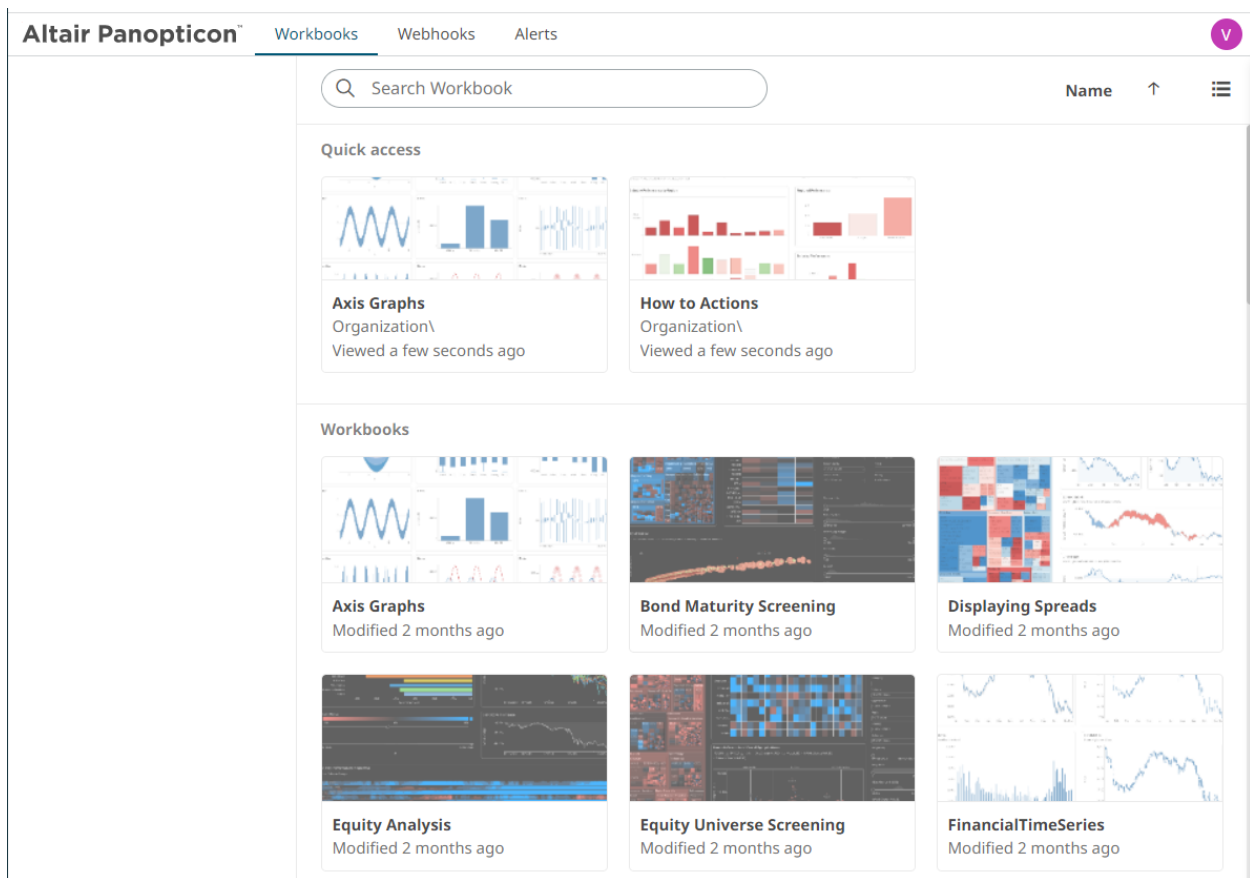 Altair Panopticon™ Workbooks Webhooks Alerts V
Search Workbook
Name
Quick access
Axis Graphs
Organization\
Viewed a few seconds ago
How to Actions
Organization\
Viewed a few seconds ago
Workbooks
Axis Graphs
Modified 2 months ago
Bond Maturity Screening
Modified 2 months ago
Displaying Spreads
Modified 2 months ago
Equity Analysis
Modified 2 months ago
Equity Universe Screening
Modified 2 months ago
FinancialTimeSeries
Modified 2 months ago